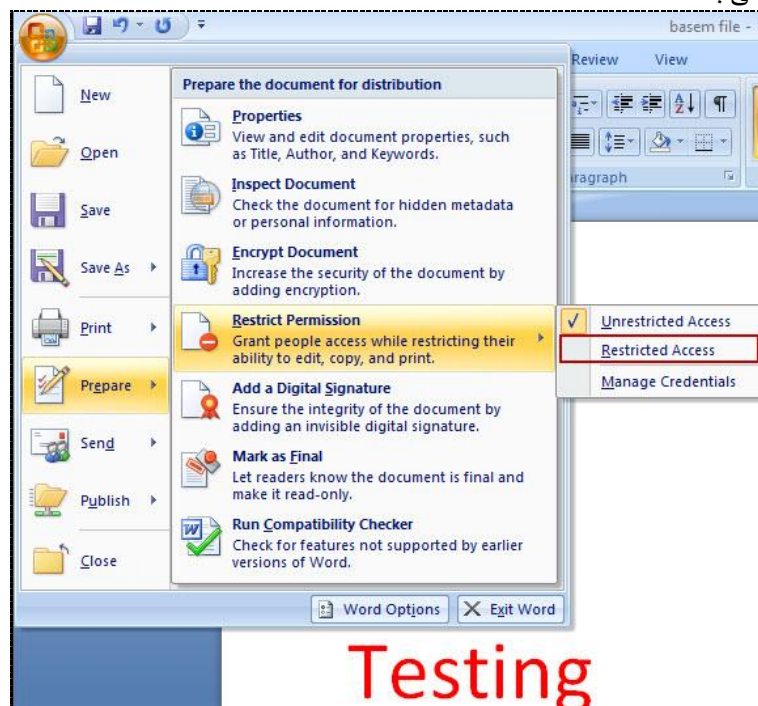 basem file -
Review View
New
Open
Save
Save As
Print
Prepare
Send
Publish
Close
Prepare the document for distribution
Properties
View and edit document properties, such
as Title, Author, and Keywords.
Inspect Document
Check the document for hidden metadata
or personal information.
Encrypt Document
Increase the security of the document by
adding encryption.
Restrict Permission
Grant people access while restricting their
ability to edit, copy, and print.
Add a Digital Signature
Ensure the integrity of the document by
adding an invisible digital signature.
Mark as Final
Let readers know the document is final and
make it read-only.
Run Compatibility Checker
Check for features not supported by earlier
versions of Word.
Unrestricted Access
Restricted Access
Manage Credentials
Word Options Exit Word
Testing